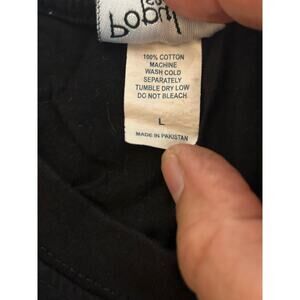 100% COTTON
MACHINE
WASH COLD
SEPARATELY
TUMBLE DRY LOW
DO NOT BLEACH
L
MADE IN PAKISTAN